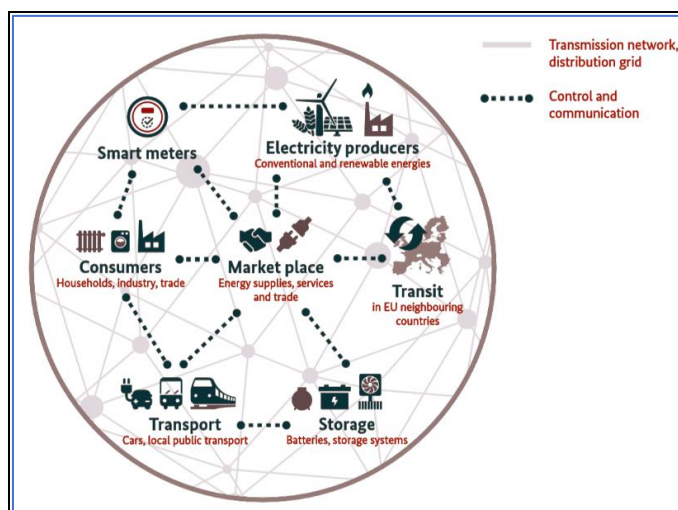 Transmission network,
distribution grid
Control and
communication
Smart meters
Electricity producers
Conventional and renewable energies
Consumers
Households, industry, trade
Market place
Energy supplies, services
and trade
Transit
in EU neighbouring
countries
Transport
Cars, local public transport
Storage
Batteries, storage systems